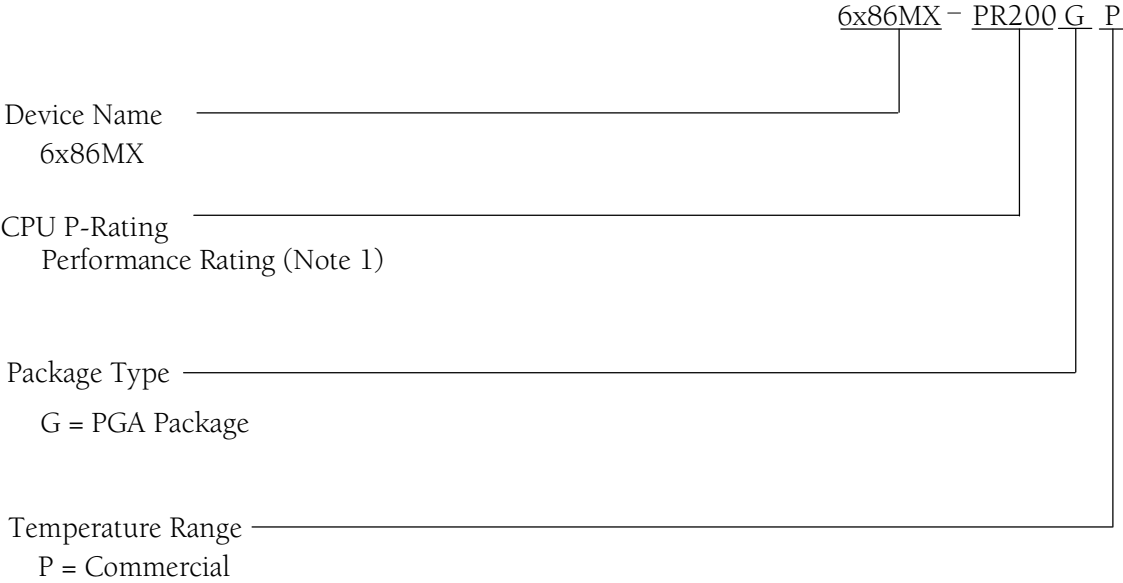 6x86MX – PR200 G P
Device Name
6x86MX
CPU P-Rating
Performance Rating (Note 1)
Package Type
G = PGA Package
Temperature Range
P = Commercial